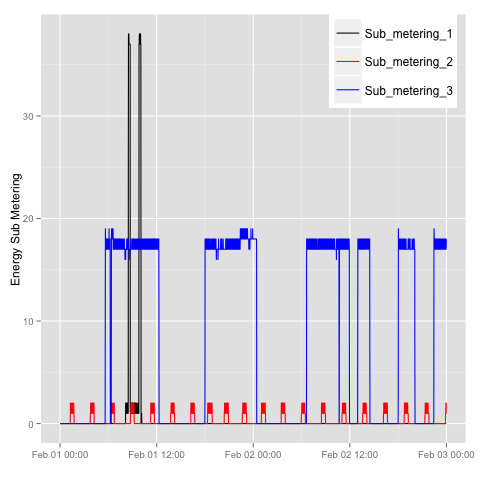 Sub_metering_1
Sub_metering_2
Sub_metering_3
Energy Sub Metering
30
20
10
0
Feb 01 00:00
Feb 01 12:00
Feb 02 00:00
Feb 02 12:00
Feb 03 00:00